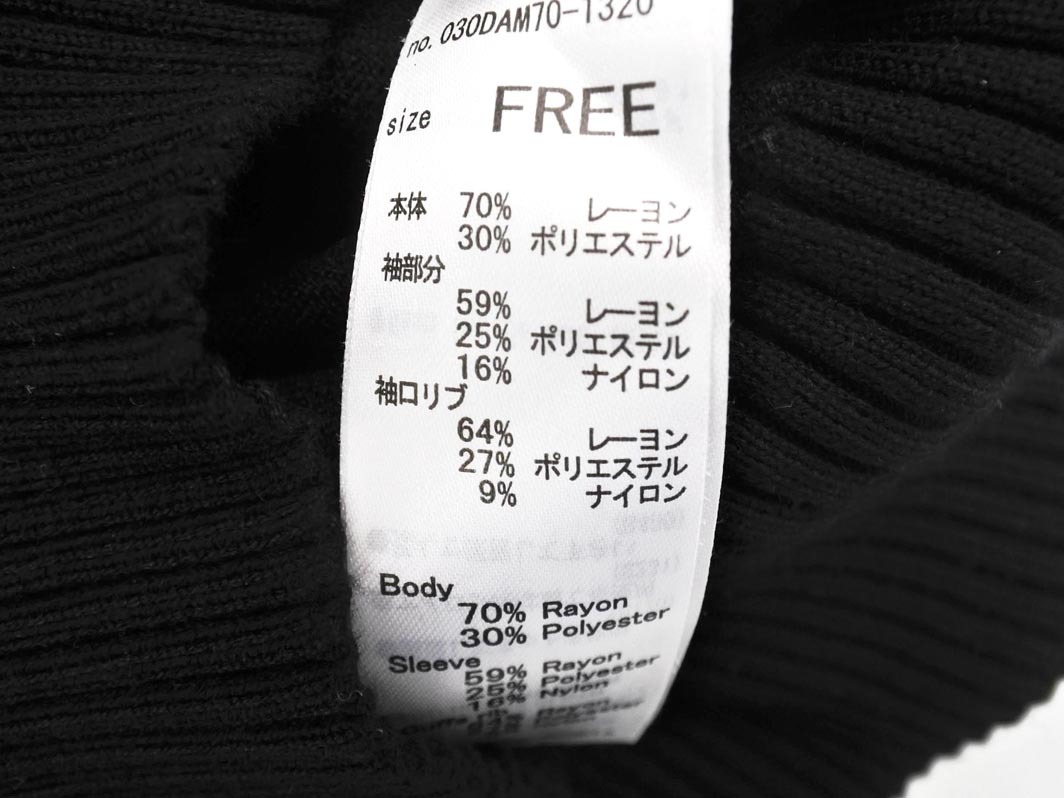 no. 030DAM70-1320
size FREE
本体 70% レーヨン
30% ポリエステル
袖部分
59% レーヨン
25% ポリエステル
16% ナイロン
袖口リブ
64% レーヨン
27% ポリエステル
9% ナイロン
Body
70% Rayon
30% Polyester
Sleeve
59% Rayon
25% Polyester
16% Nylon
Rayon